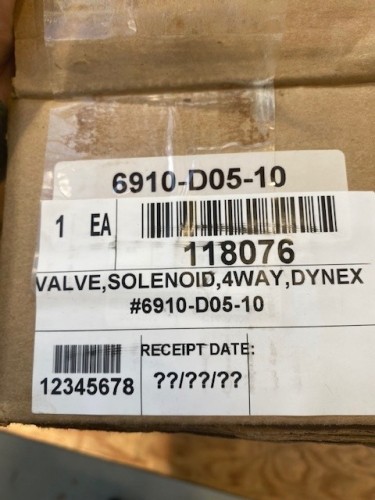 6910-D05-10
1 EA
118076
VALVE,SOLENOID,4WAY,DYNEX
#6910-D05-10
RECEIPT DATE:
12345678 ??/??/??